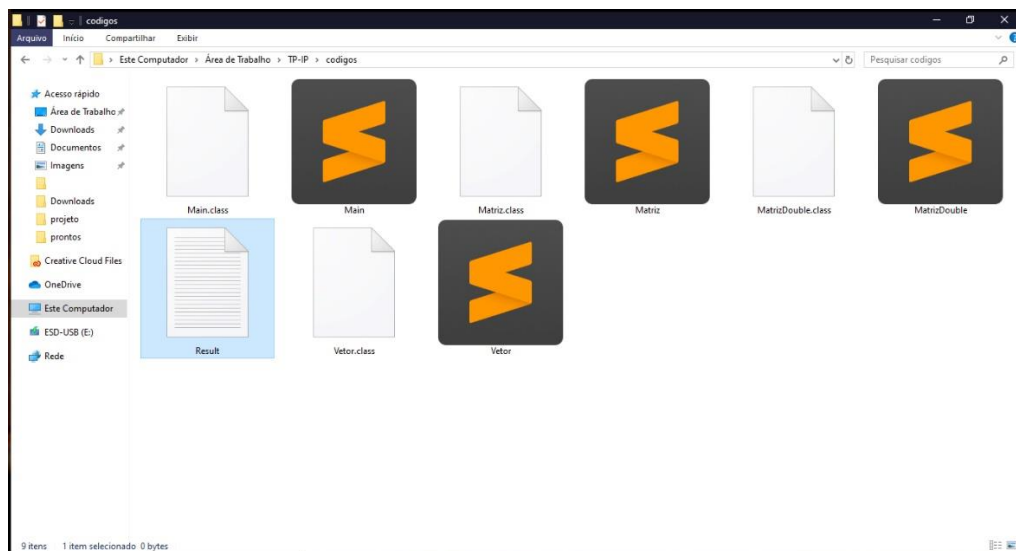 codigos
Arquivo Início Compartilhar Exibir
Este Computador > Área de Trabalho > TP-IP > codigos
Pesquisar codigos
Acesso rápido
Área de Trabalho
Downloads
Documentos
Imagens
Downloads
projeto
prontos
Creative Cloud Files
OneDrive
Este Computador
ESD-USB (E:)
Rede
Main.class Main Matriz.class Matriz MatrizDouble.class MatrizDouble
Result Vetor.class Vetor
9 itens 1 item selecionado 0 bytes